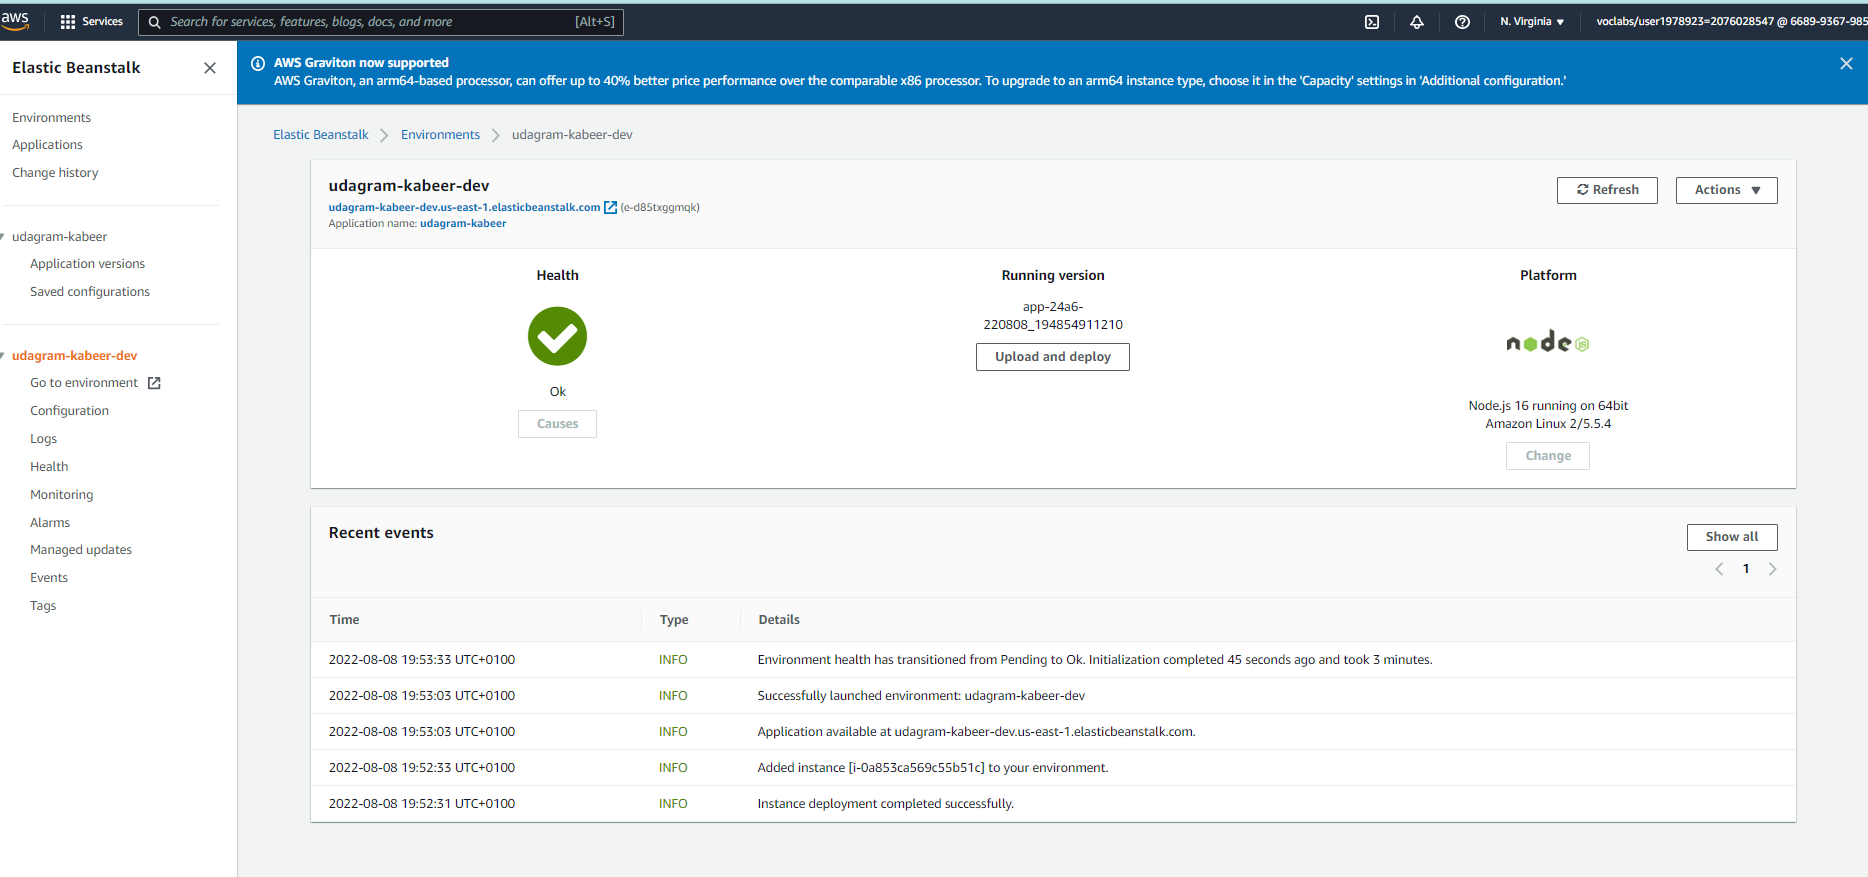 aws Services Search for services, features, blogs, docs, and more [Alt+S] N. Virginia voclabs/user1978923=2076028547 @ 6689-9367-985
Elastic Beanstalk
Environments
Applications
Change history
udagram-kabeer
Application versions
Saved configurations
udagram-kabeer-dev
Go to environment
Configuration
Logs
Health
Monitoring
Alarms
Managed updates
Events
Tags
AWS Graviton now supported
AWS Graviton, an arm64-based processor, can offer up to 40% better price performance over the comparable x86 processor. To upgrade to an arm64 instance type, choose it in the 'Capacity' settings in 'Additional configuration.'
Elastic Beanstalk Environments udagram-kabeer-dev
udagram-kabeer-dev
udagram-kabeer-dev.us-east-1.elasticbeanstalk.com (e-d85txggmqk)
Application name: udagram-kabeer
Refresh
Actions
Health
Ok
Causes
Running version
app-24a6-
220808_194854911210
Upload and deploy
Platform
node JS
Node.js 16 running on 64bit
Amazon Linux 2/5.5.4
Change
Recent events
Show all
1
Time Type Details
2022-08-08 19:53:33 UTC+0100 INFO Environment health has transitioned from Pending to Ok. Initialization completed 45 seconds ago and took 3 minutes.
2022-08-08 19:53:03 UTC+0100 INFO Successfully launched environment: udagram-kabeer-dev
2022-08-08 19:53:03 UTC+0100 INFO Application available at udagram-kabeer-dev.us-east-1.elasticbeanstalk.com.
2022-08-08 19:52:33 UTC+0100 INFO Added instance [i-0a853ca569c55b51c] to your environment.
2022-08-08 19:52:31 UTC+0100 INFO Instance deployment completed successfully.